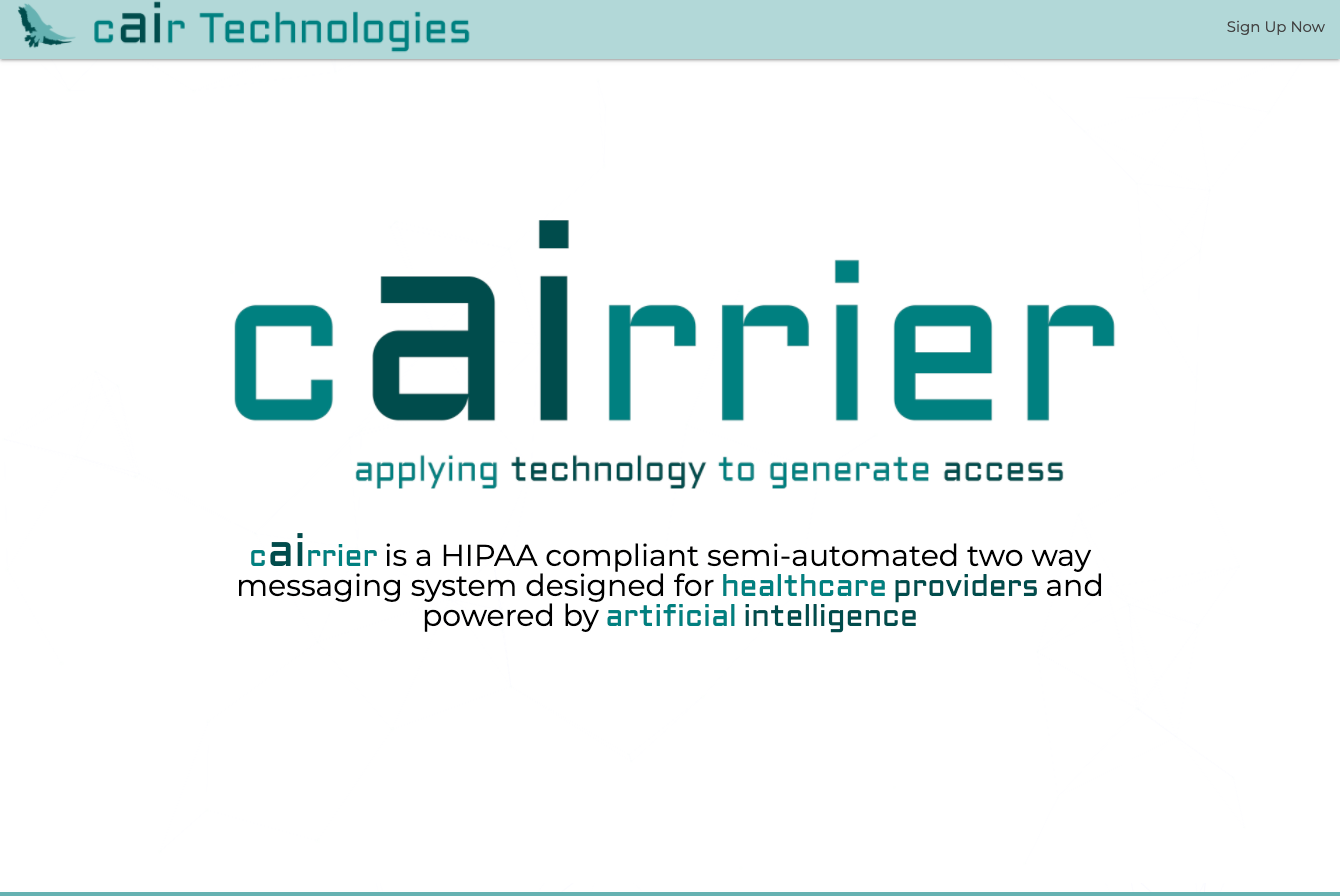 cair Technologies
Sign Up Now
cairrier
applying technology to generate access
cairrier is a HIPAA compliant semi-automated two way
messaging system designed for healthcare providers and
powered by artificial intelligence